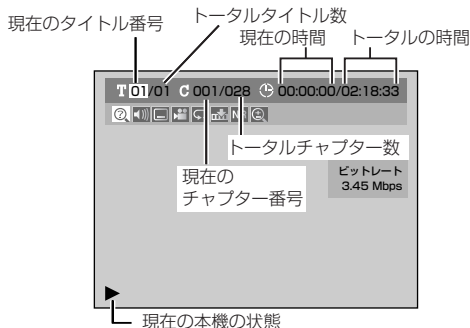 現在のタイトル番号
トータルタイトル数
現在の時間
トータルの時間
T 01/01 C 001/028 00:00:00/02:18:33
トータルチャプター数
現在の
チャプター番号
ビットレート
3.45 Mbps
現在の本機の状態